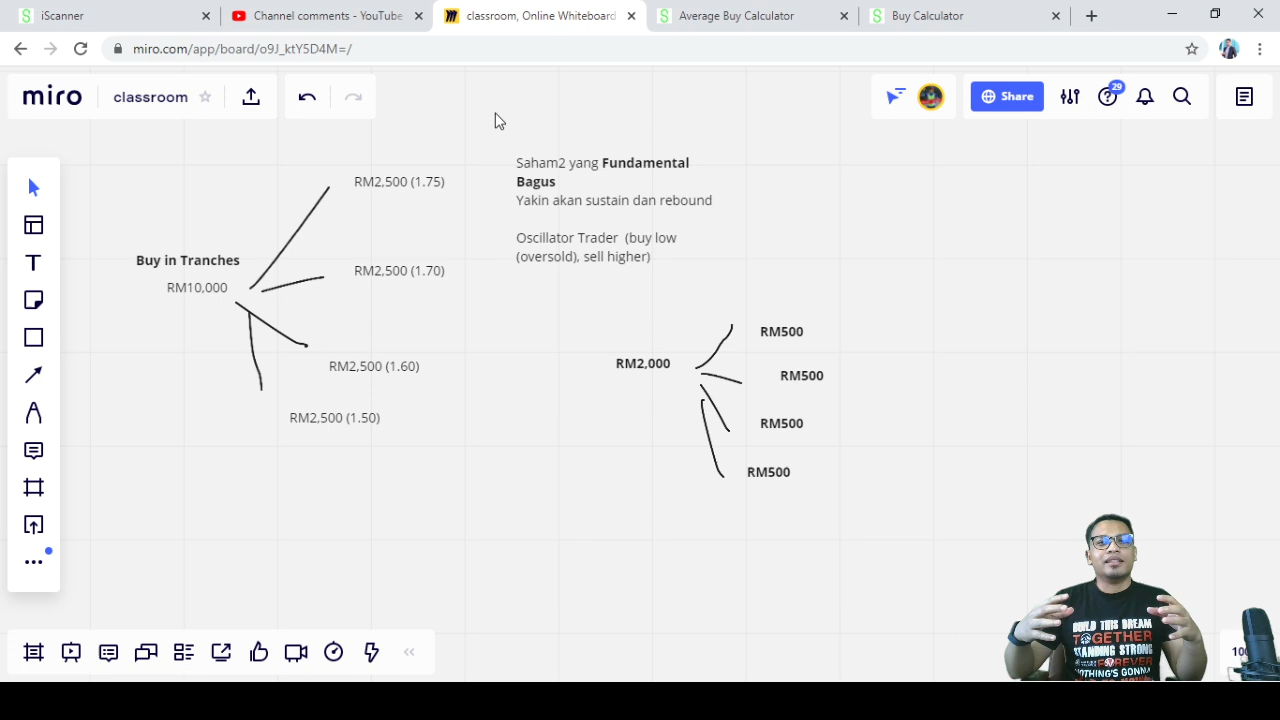 iScanner
Channel comments - YouTube
classroom, Online Whiteboard
Average Buy Calculator
Buy Calculator
miro.com/app/board/o9J_ktY5D4M=/
miro
classroom
Share
29
Saham2 yang Fundamental
Bagus
Yakin akan sustain dan rebound
Oscillator Trader (buy low
(oversold), sell higher)
RM2,500 (1.75)
Buy in Tranches
RM10,000
RM2,500 (1.70)
RM2,500 (1.60)
RM2,500 (1.50)
RM2,000
RM500
RM500
RM500
RM500
BUILD THIS DREAM
TOGETHER
STANDING STRONG
FOREVER
NOTHING'S GONNA